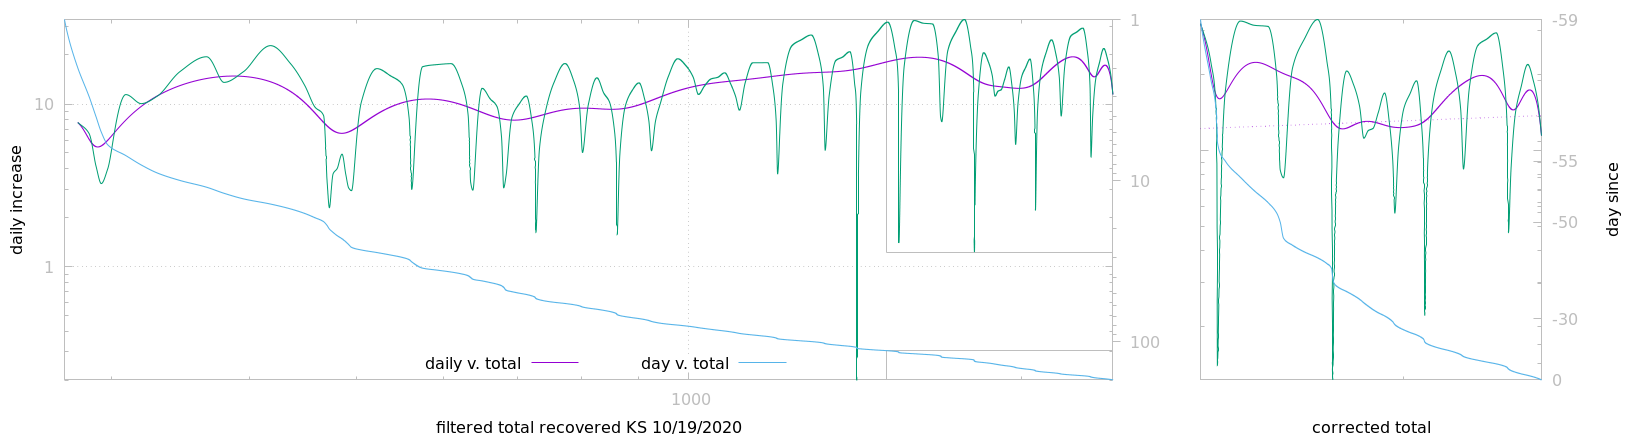 1
-59
10
daily increase
10
-55
day since
-50
1
-30
100
daily v. total
day v. total
0
1000
filtered total recovered KS 10/19/2020
corrected total